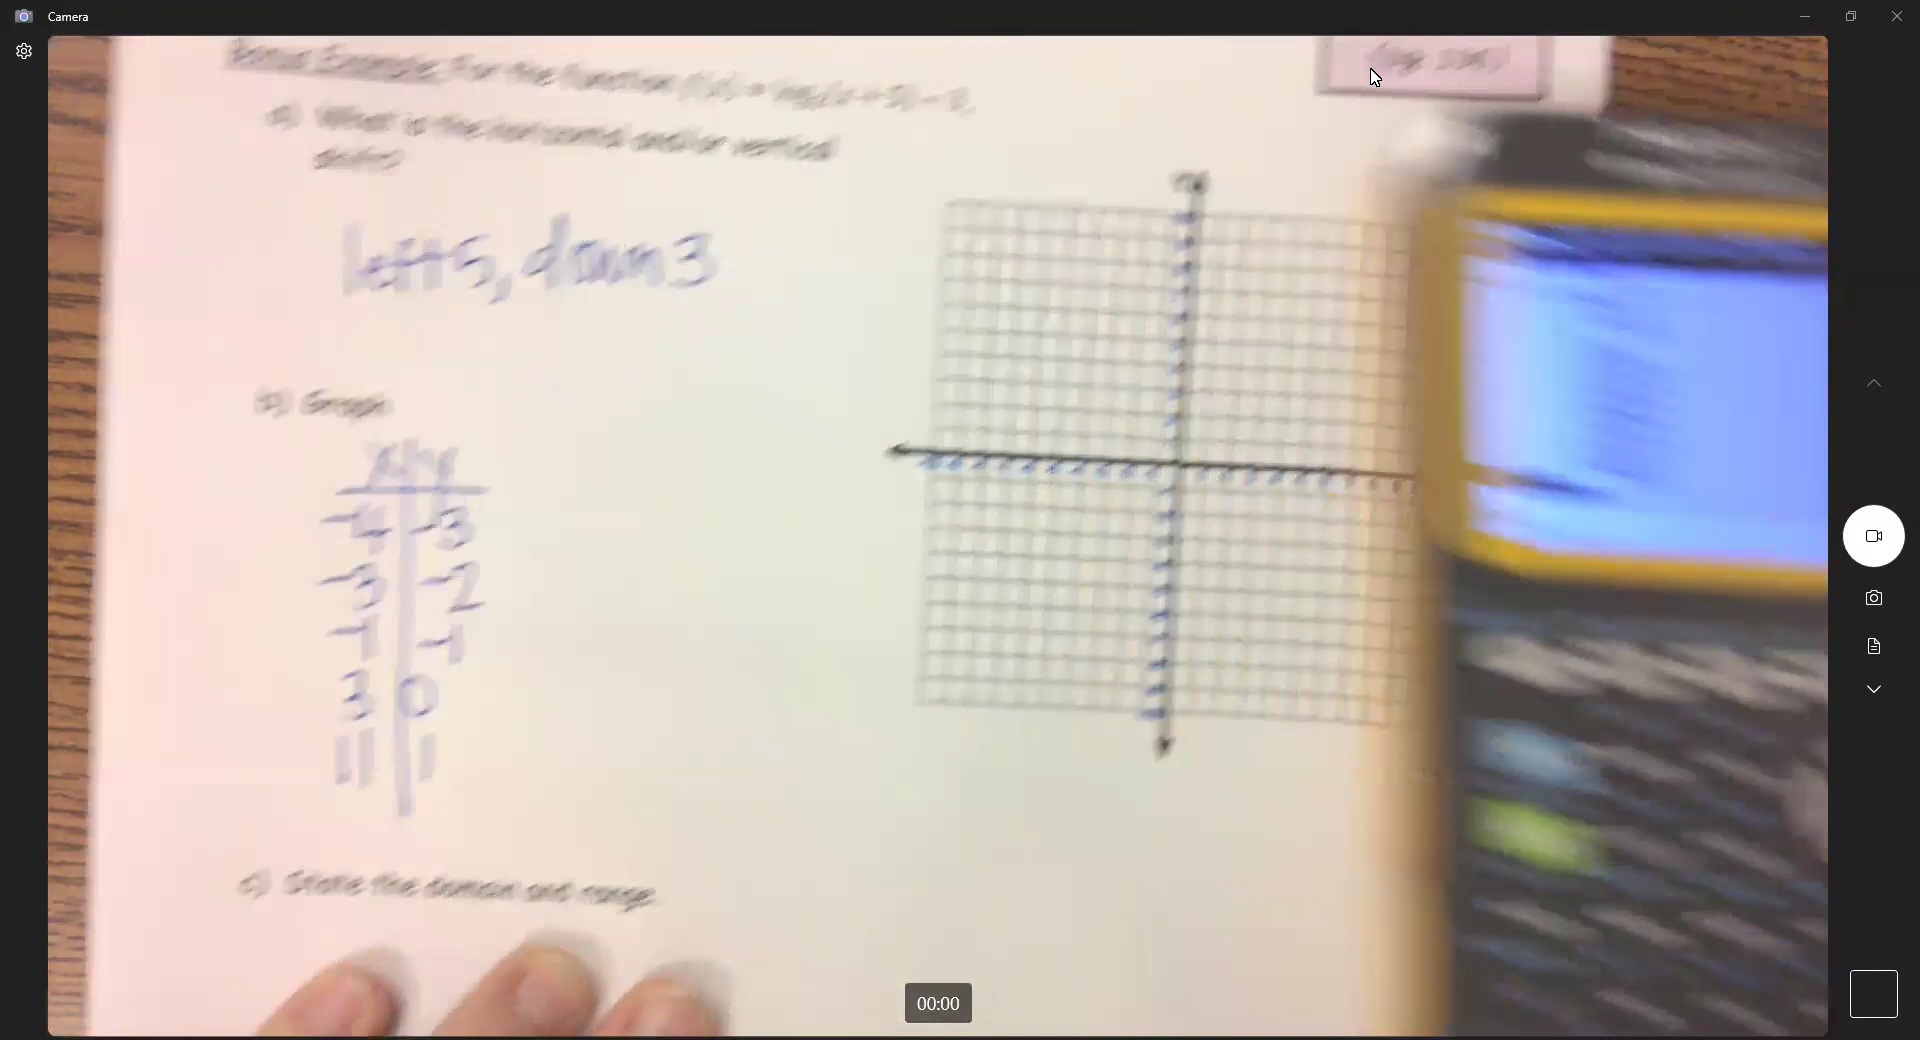 Camera
Bonus Example: For the function f(x) = log₂(x + 5) - 3,
a) What is the horizontal and/or vertical
left 5, down 3
b) Graph
x | y
-4 | -3
-3 | -2
-1 | -1
3 | 0
11 | 1
c) State the domain and range.
00:00